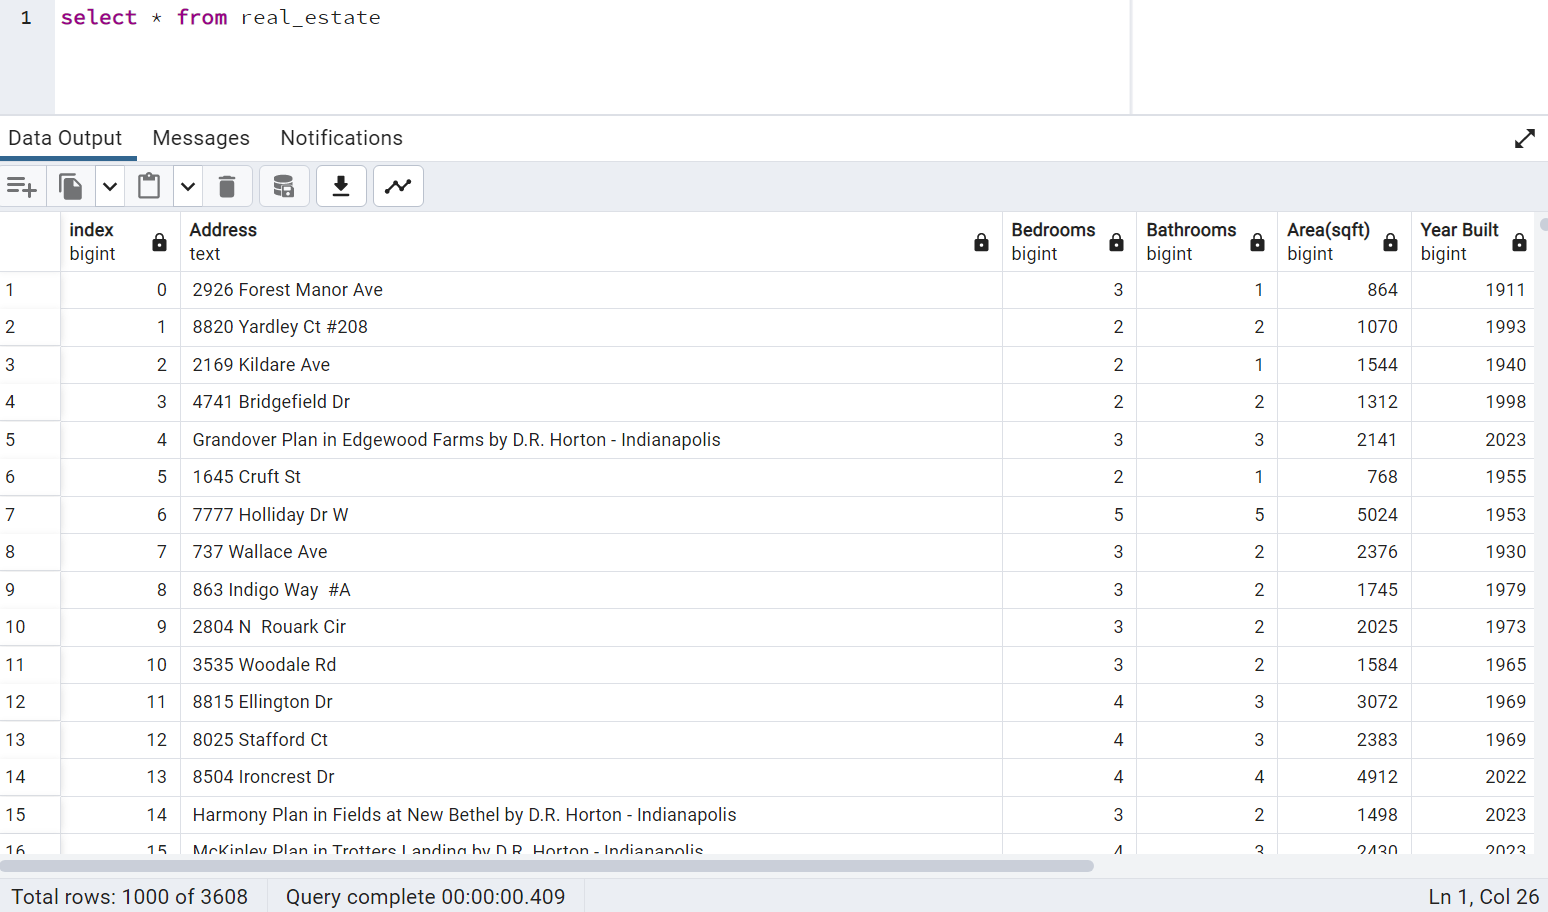 1 select * from real_estate
Data Output Messages Notifications
index Address Bedrooms Bathrooms Area(sqft) Year Built
bigint text bigint bigint bigint bigint
1 0 2926 Forest Manor Ave 3 1 864 1911
2 1 8820 Yardley Ct #208 2 2 1070 1993
3 2 2169 Kildare Ave 2 1 1544 1940
4 3 4741 Bridgefield Dr 2 2 1312 1998
5 4 Grandover Plan in Edgewood Farms by D.R. Horton - Indianapolis 3 3 2141 2023
6 5 1645 Cruft St 2 1 768 1955
7 6 7777 Holliday Dr W 5 5 5024 1953
8 7 737 Wallace Ave 3 2 2376 1930
9 8 863 Indigo Way  #A 3 2 1745 1979
10 9 2804 N  Rouark Cir 3 2 2025 1973
11 10 3535 Woodale Rd 3 2 1584 1965
12 11 8815 Ellington Dr 4 3 3072 1969
13 12 8025 Stafford Ct 4 3 2383 1969
14 13 8504 Ironcrest Dr 4 4 4912 2022
15 14 Harmony Plan in Fields at New Bethel by D.R. Horton - Indianapolis 3 2 1498 2023
16 15 McKinley Plan in Trotters Landing by D.R. Horton - Indianapolis 4 3 2430 2023
Total rows: 1000 of 3608 Query complete 00:00:00.409 Ln 1, Col 26